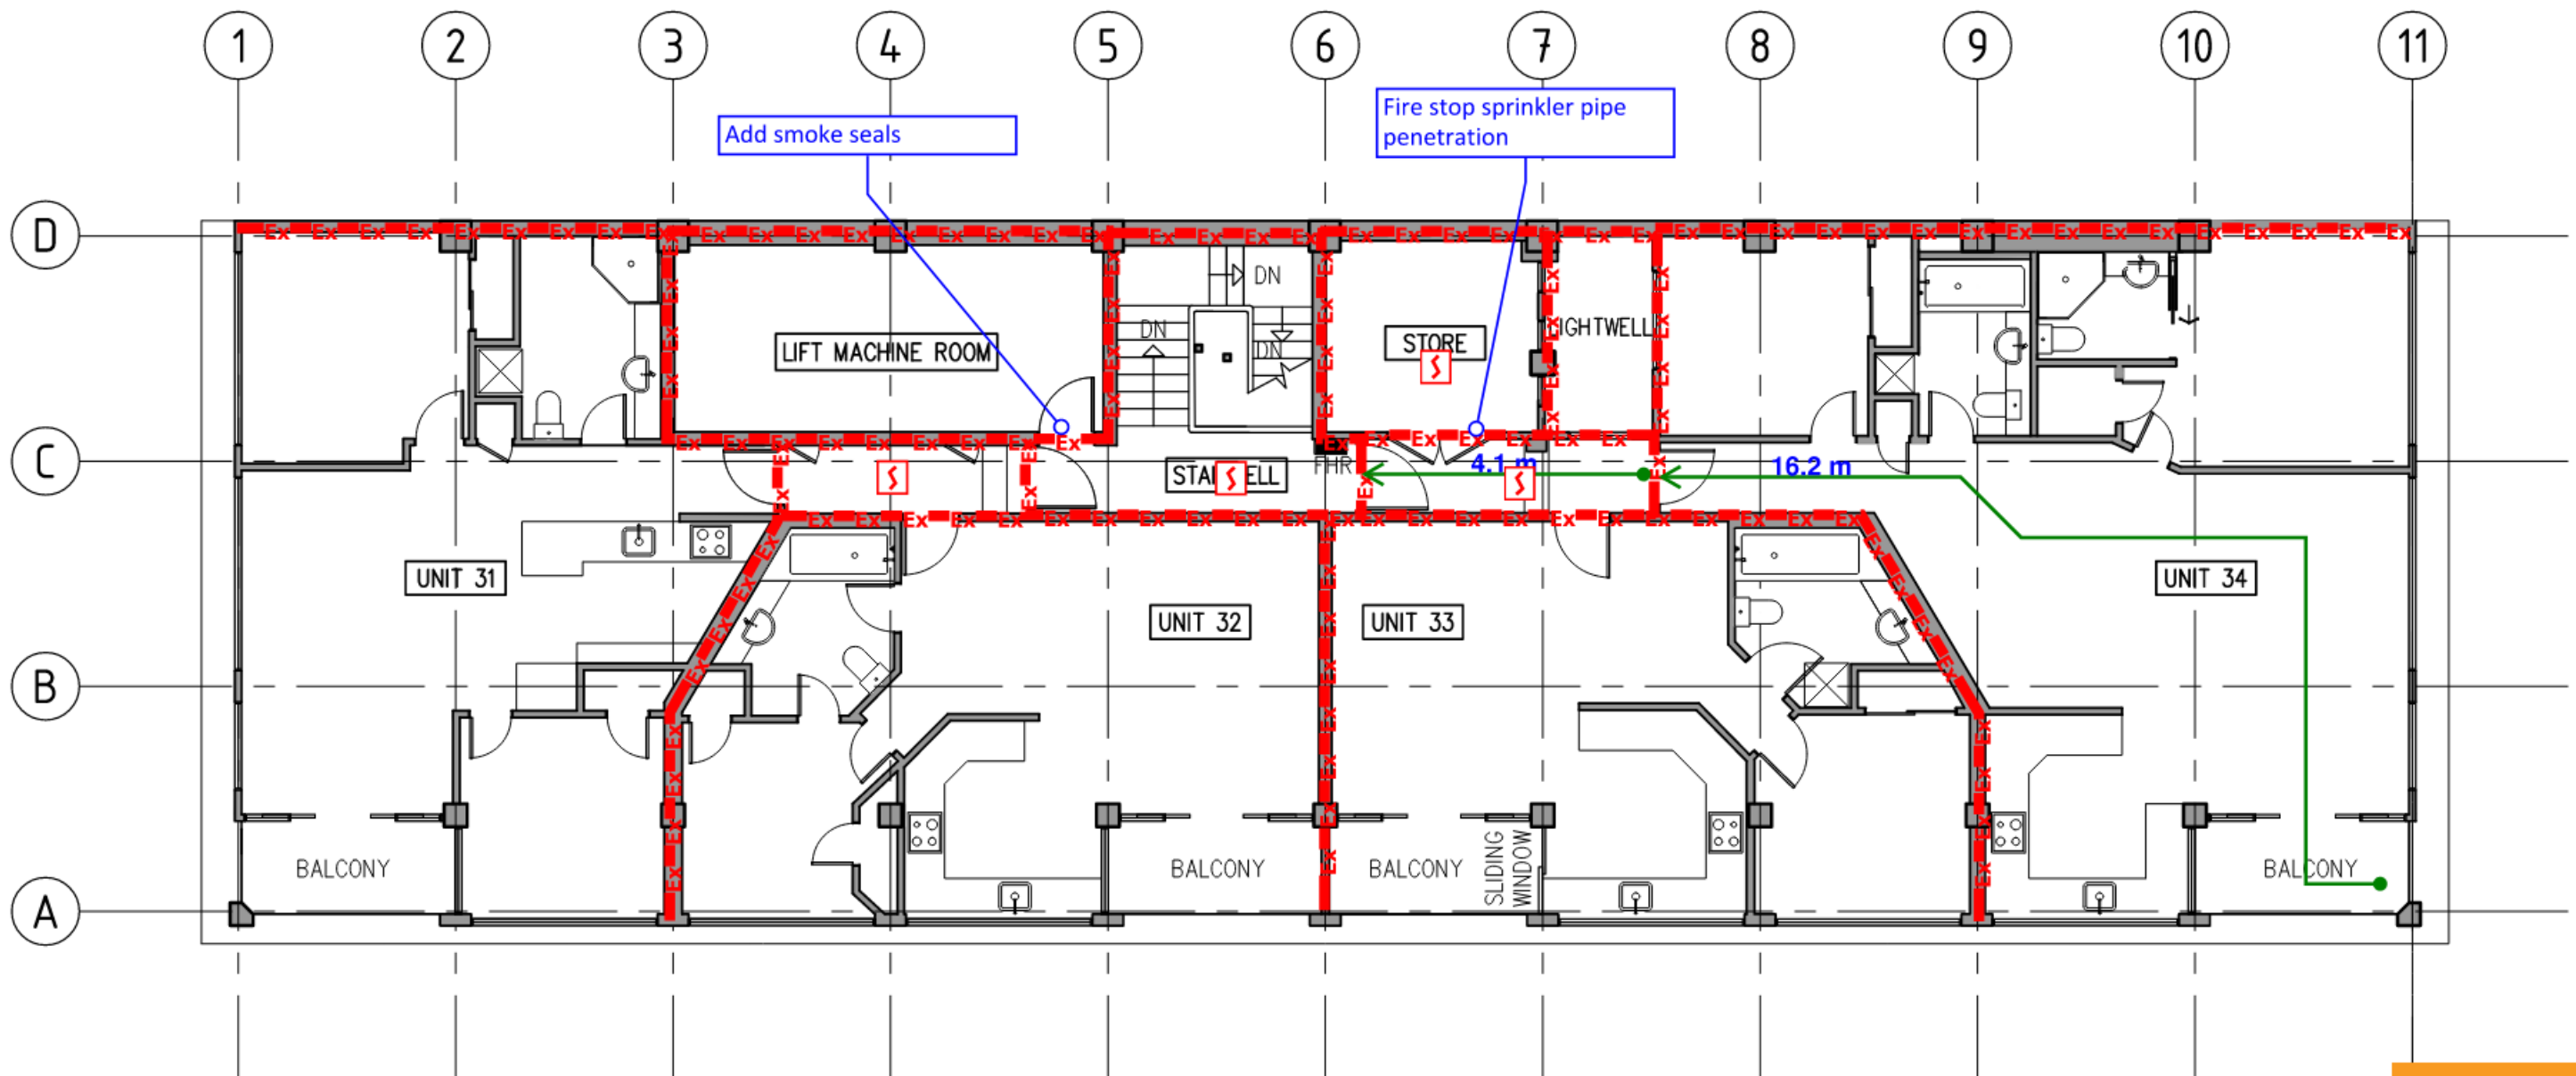 1 2 3 4 5 6 7 8 9 10 11
Add smoke seals
Fire stop sprinkler pipe
penetration
D
DN
LIFT MACHINE ROOM
DN
DN
STORE
IGHTWELL
C
FHR
4.1 m
16.2 m
STAI ELL
UNIT 31
UNIT 32
UNIT 33
UNIT 34
B
BALCONY
BALCONY
BALCONY
SLIDING
WINDOW
BALCONY
A